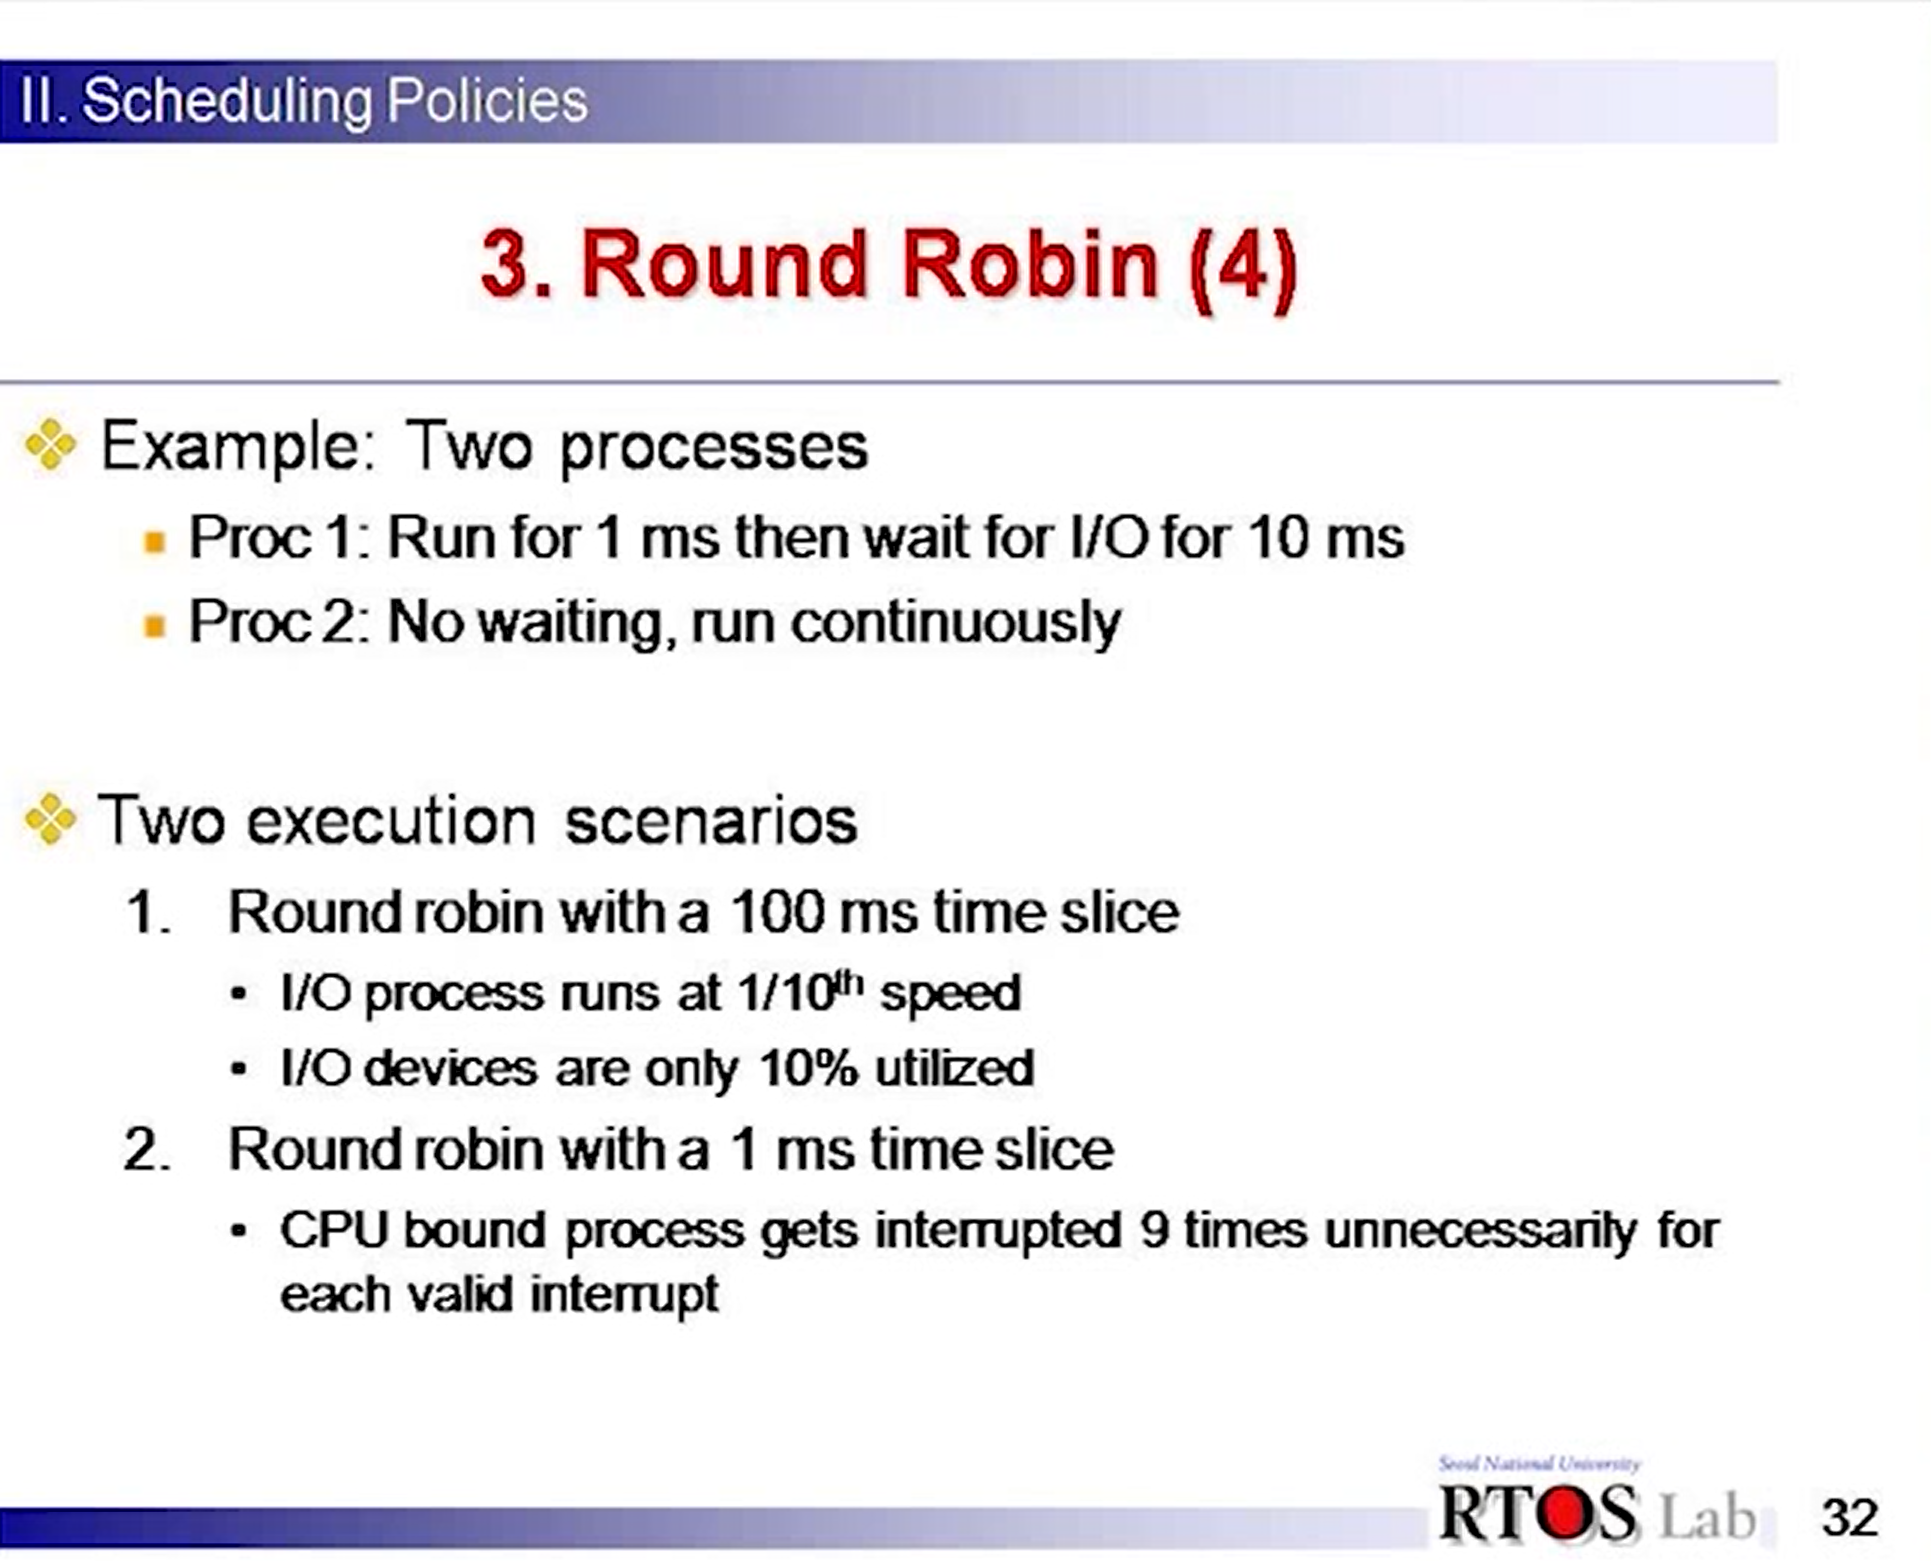 II. Scheduling Policies
3. Round Robin (4)
Example: Two processes
Proc 1: Run for 1 ms then wait for I/O for 10 ms
Proc 2: No waiting, run continuously
Two execution scenarios
1. Round robin with a 100 ms time slice
• I/O process runs at 1/10th speed
• I/O devices are only 10% utilized
2. Round robin with a 1 ms time slice
• CPU bound process gets interrupted 9 times unnecessarily for
each valid interrupt
Seoul National University
RTOS Lab
32